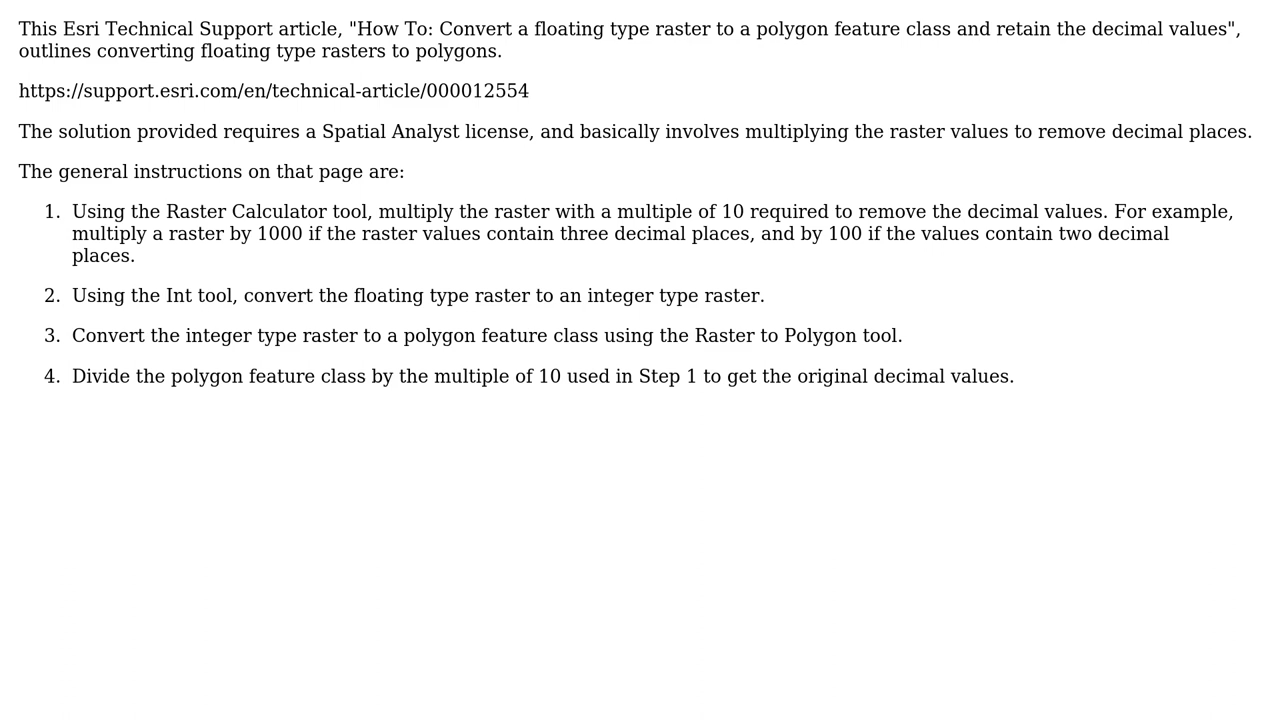 This Esri Technical Support article, "How To: Convert a floating type raster to a polygon feature class and retain the decimal values",
outlines converting floating type rasters to polygons.
https://support.esri.com/en/technical-article/000012554
The solution provided requires a Spatial Analyst license, and basically involves multiplying the raster values to remove decimal places.
The general instructions on that page are:
1. Using the Raster Calculator tool, multiply the raster with a multiple of 10 required to remove the decimal values. For example,
multiply a raster by 1000 if the raster values contain three decimal places, and by 100 if the values contain two decimal
places.
2. Using the Int tool, convert the floating type raster to an integer type raster.
3. Convert the integer type raster to a polygon feature class using the Raster to Polygon tool.
4. Divide the polygon feature class by the multiple of 10 used in Step 1 to get the original decimal values.